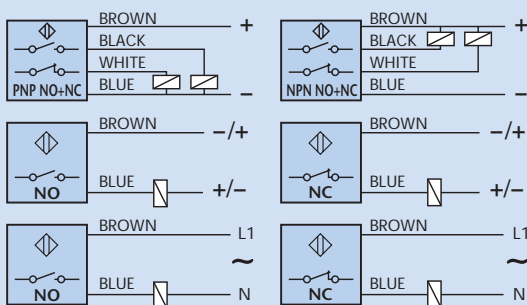 BROWN +
BLACK
WHITE
PNP NO+NC BLUE –
BROWN +
BLACK
WHITE
NPN NO+NC BLUE –
BROWN –/+
NO BLUE +/–
BROWN –/+
NC BLUE +/–
BROWN L1
~
NO BLUE N
BROWN L1
~
NC BLUE N